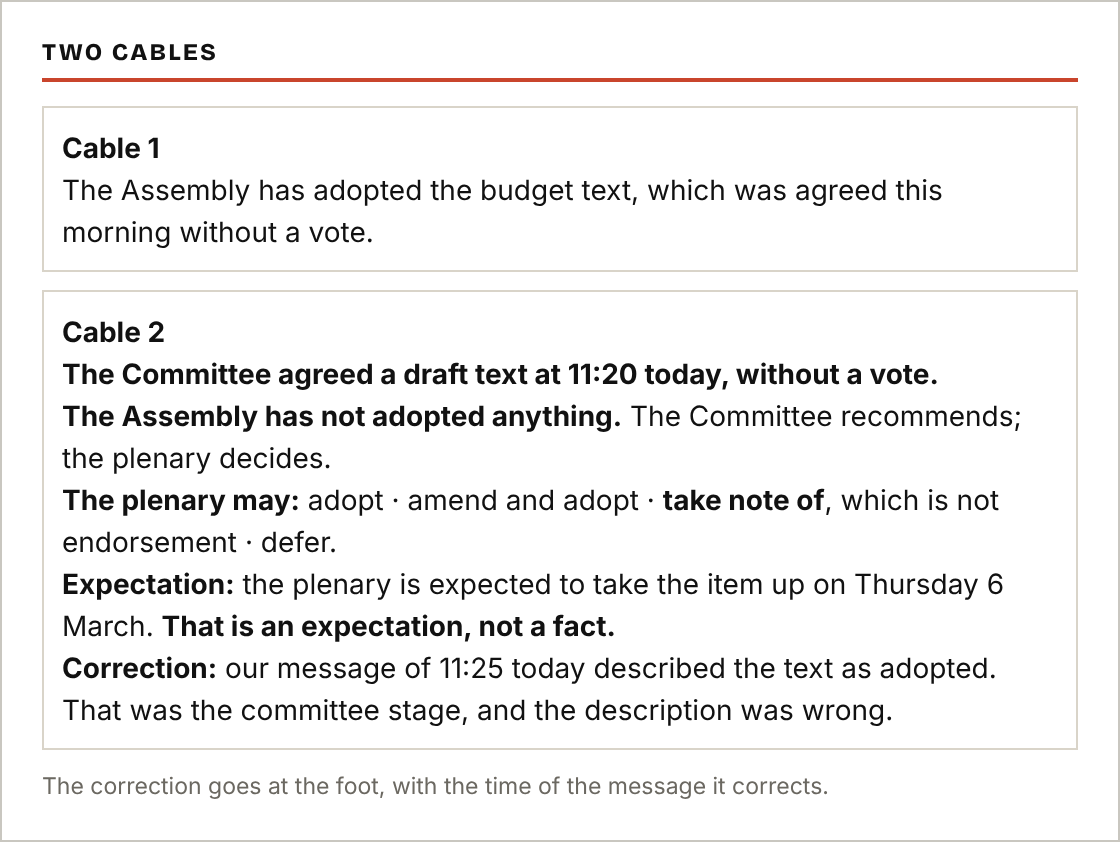 TWO CABLES
Cable 1
The Assembly has adopted the budget text, which was agreed this
morning without a vote.
Cable 2
The Committee agreed a draft text at 11:20 today, without a vote.
The Assembly has not adopted anything. The Committee recommends;
the plenary decides.
The plenary may: adopt · amend and adopt · take note of, which is not
endorsement · defer.
Expectation: the plenary is expected to take the item up on Thursday 6
March. That is an expectation, not a fact.
Correction: our message of 11:25 today described the text as adopted.
That was the committee stage, and the description was wrong.
The correction goes at the foot, with the time of the message it corrects.